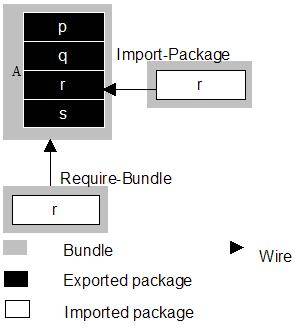 p
q
A
r
s
Import-Package
r
Require-Bundle
r
Bundle
Wire
Exported package
Imported package